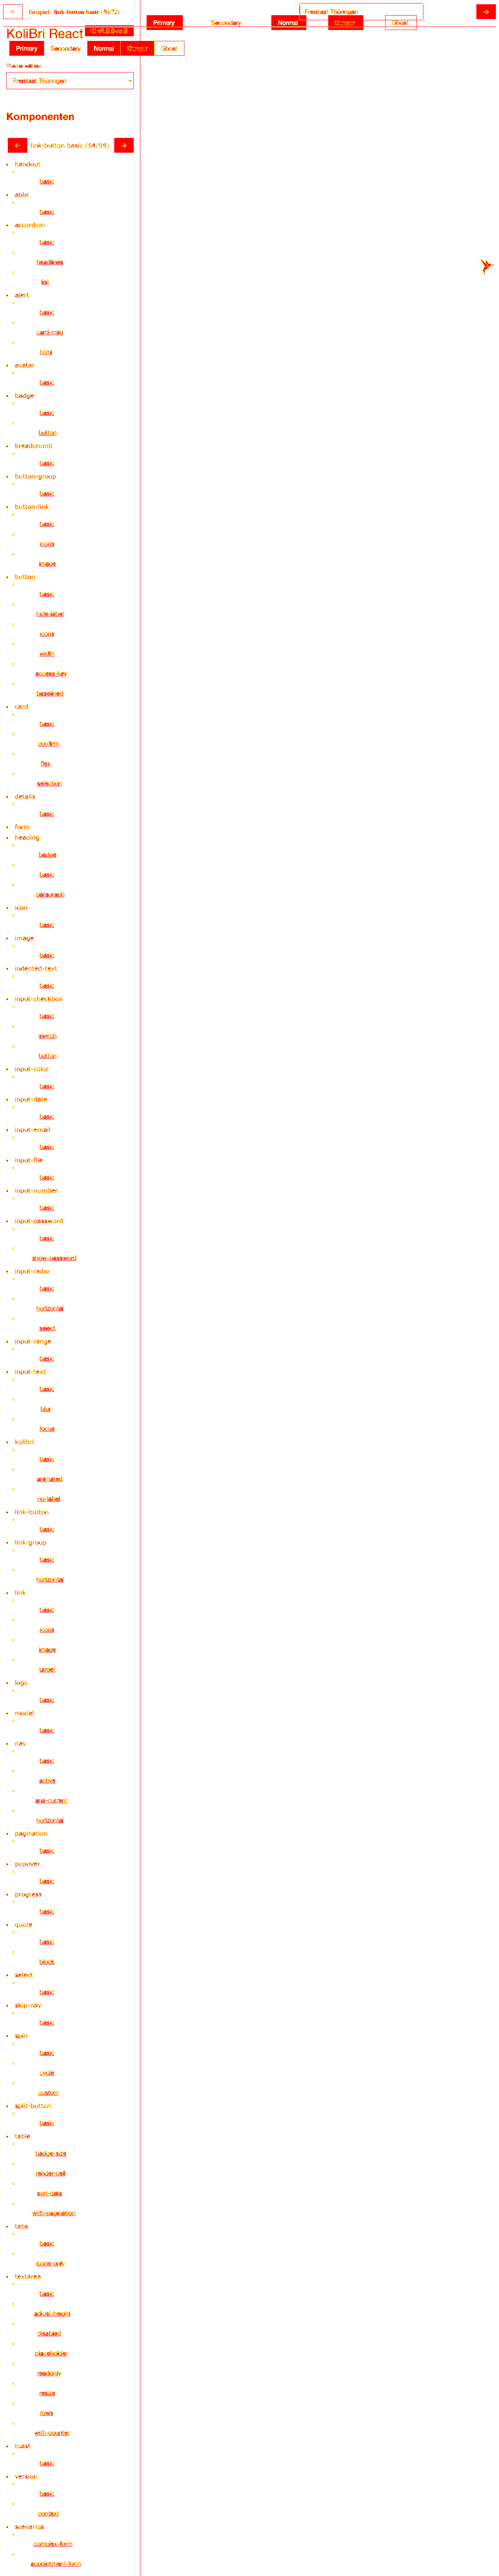 ← Beispiel: link-button basic
Freistaat Thüringen
→
Primary Secondary Normal Ghost
KoliBri React
Primary Secondary Normal Ghost
Theme wählen
Freistaat Thüringen
Komponenten
← link-button basic →
handout
basic
abbr
basic
accordion
basic
headlines
list
alert
basic
card-msg
html
avatar
basic
badge
basic
button
breadcrumb
basic
button-group
basic
button-link
basic
icons
image
button
basic
hide-label
icons
width
access-key
baselined
card
basic
confirm
flex
selection
details
basic
form
heading
badge
basic
paragraph
icon
basic
image
basic
indented-text
basic
input-checkbox
basic
switch
button
input-color
basic
input-date
basic
input-email
basic
input-file
basic
input-number
basic
input-password
basic
show-password
input-radio
basic
horizontal
select
input-range
basic
input-text
basic
blur
focus
kolibri
basic
animated
no-label
link-button
basic
link-group
basic
horizontal
link
basic
icons
image
target
logo
basic
modal
basic
nav
basic
active
aria-current
horizontal
pagination
basic
popover
basic
progress
basic
quote
basic
block
select
basic
skip-nav
basic
spin
basic
cycle
custom
split-button
basic
table
badge-size
render-cell
sort-data
with-pagination
tabs
basic
icons-only
textarea
basic
adjust-height
disabled
placeholder
readonly
resize
rows
with-counter
toast
basic
version
basic
context
scenarios
complex-form
appointment-form